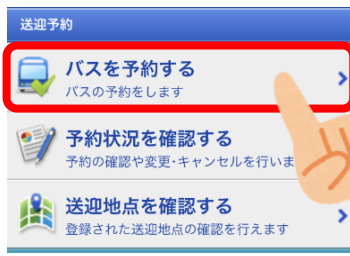 送迎予約
バスを予約する
バスの予約をします
予約状況を確認する
予約の確認や変更・キャンセルを行いま
送迎地点を確認する
登録された送迎地点の確認を行えます